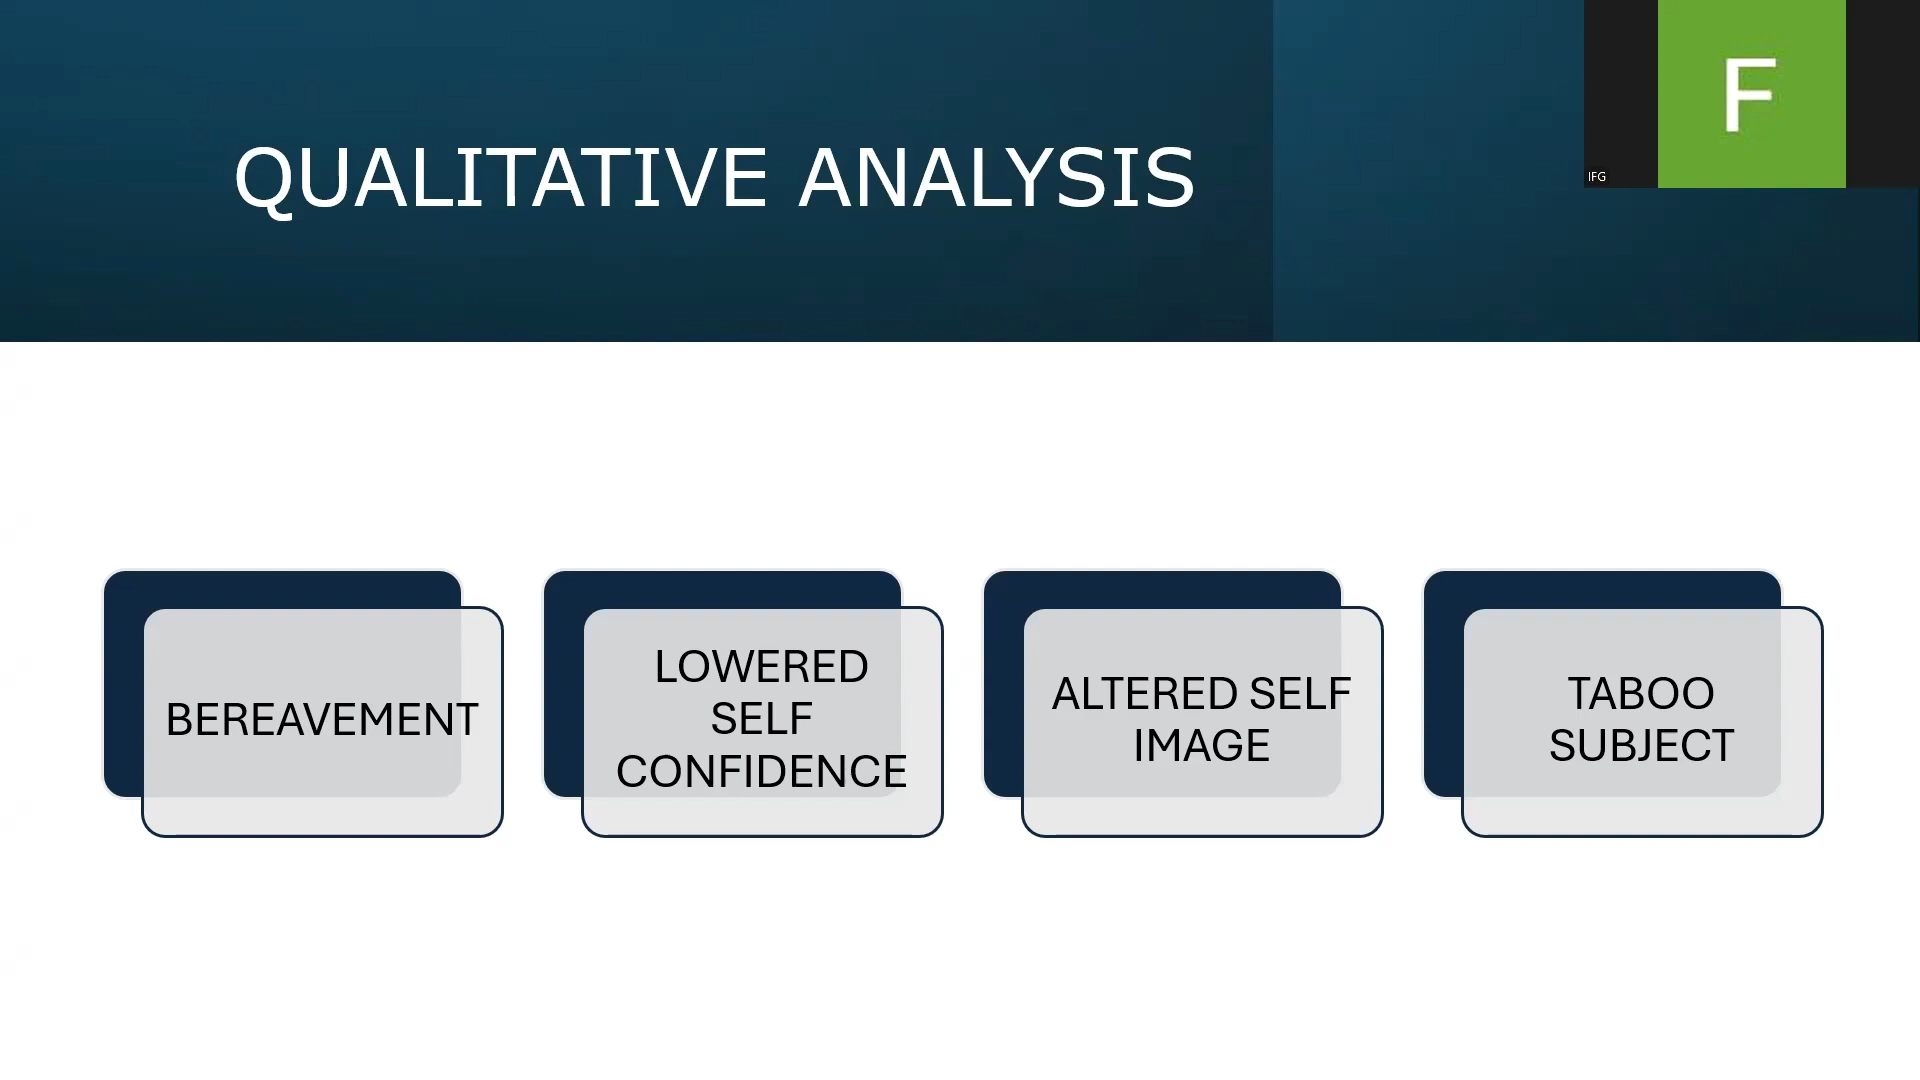 QUALITATIVE ANALYSIS
F
IFG
BEREAVEMENT
LOWERED
SELF
CONFIDENCE
ALTERED SELF
IMAGE
TABOO
SUBJECT